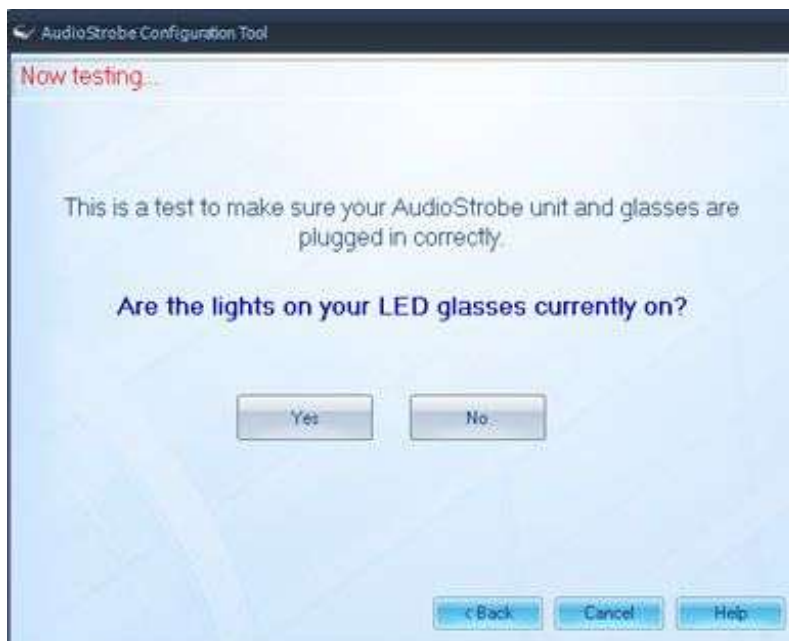 AudioStrobe Configuration Tool
Now testing...
This is a test to make sure your AudioStrobe unit and glasses are
plugged in correctly.
Are the lights on your LED glasses currently on?
Yes No
< Back Cancel Help